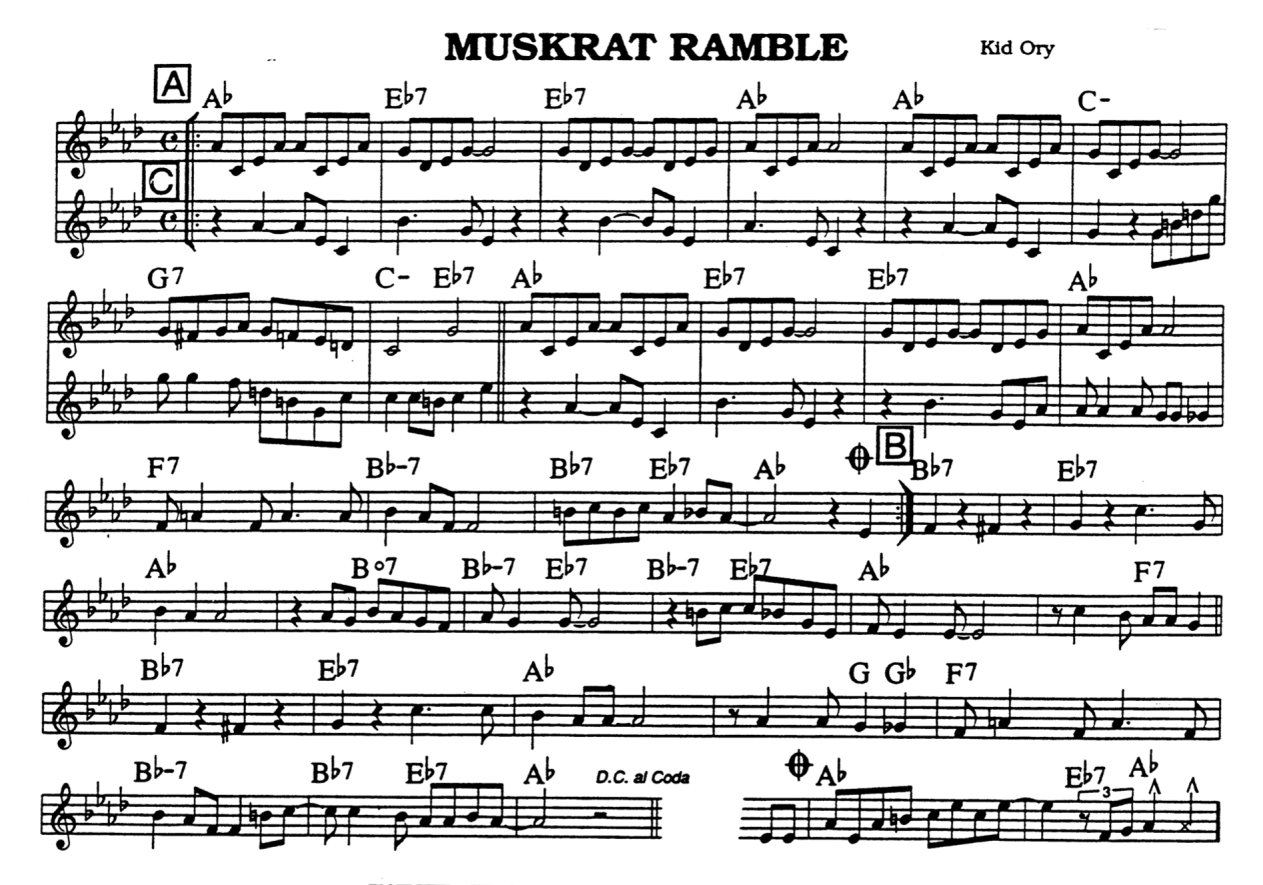 MUSKRAT RAMBLE
Kid Ory
A
A♭ E♭7 E♭7 A♭ A♭ C-
C
G7 C- E♭7 A♭ E♭7 E♭7 A♭
B
F7 B♭-7 B♭7 E♭7 A♭ B♭7 E♭7
A♭ B°7 B♭-7 E♭7 B♭-7 E♭7 A♭ F7
B♭7 E♭7 A♭ G G♭ F7
B♭-7 B♭7 E♭7 A♭ D.C. al Coda A♭ E♭7 A♭
3